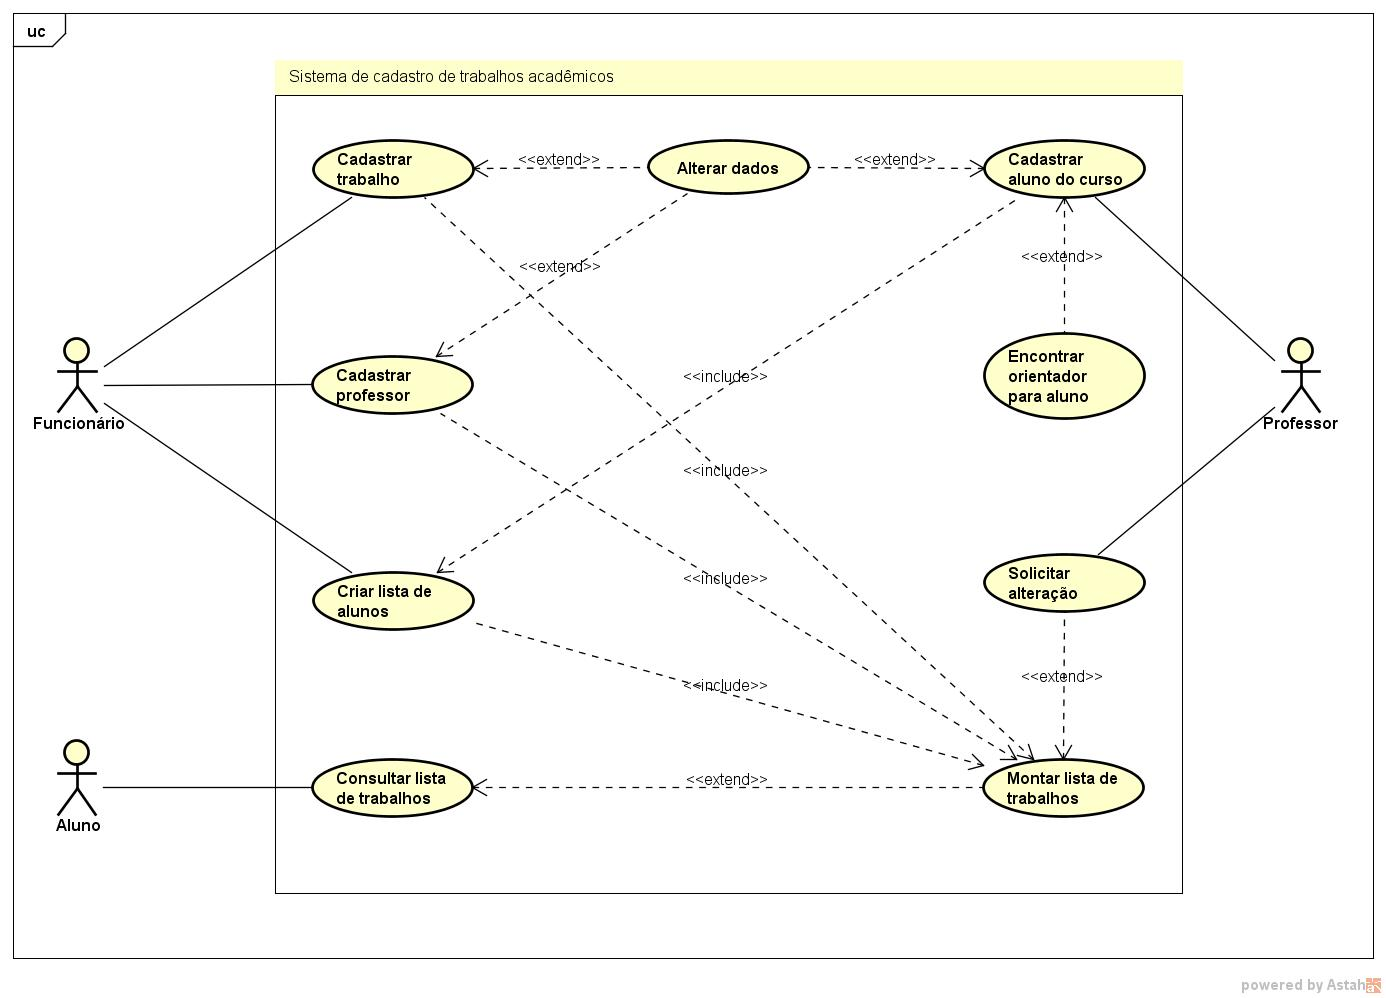 uc
Sistema de cadastro de trabalhos acadêmicos
Cadastrar
trabalho
<<extend>>
Alterar dados
<<extend>>
Cadastrar
aluno do curso
<<extend>>
<<extend>>
Funcionário
Cadastrar
professor
<<include>>
Encontrar
orientador
para aluno
Professor
<<include>>
<<include>>
Criar lista de
alunos
Solicitar
alteração
<<include>>
<<extend>>
Aluno
Consultar lista
de trabalhos
<<extend>>
Montar lista de
trabalhos
powered by Astah